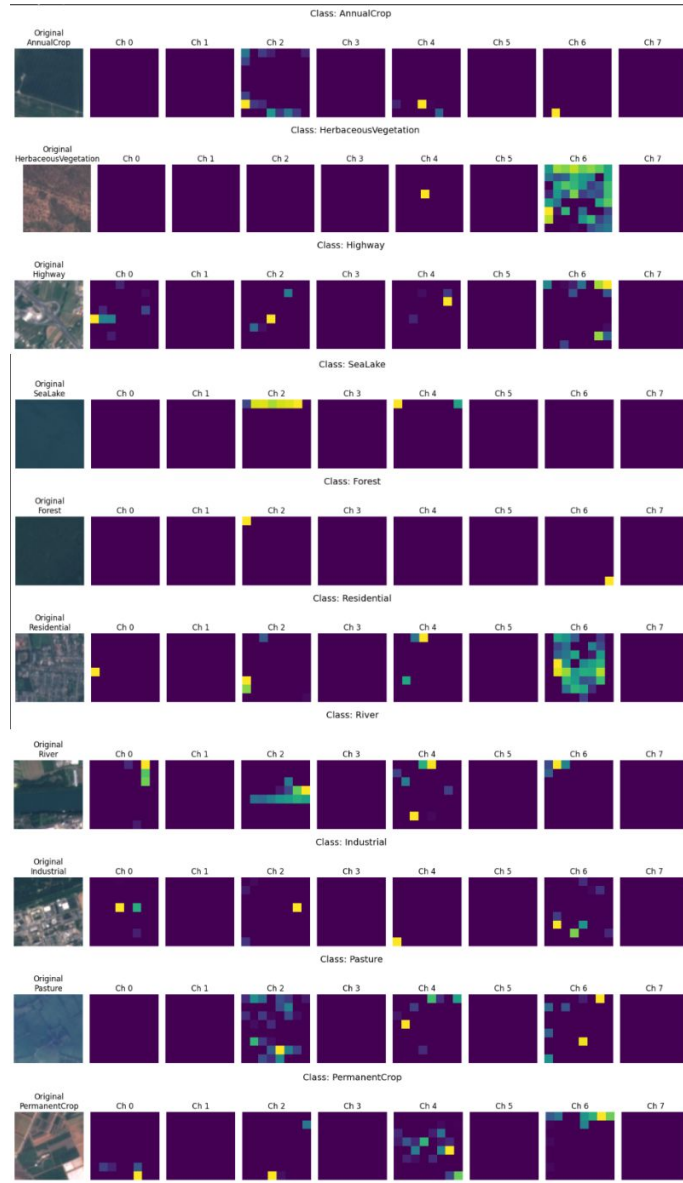 Class: AnnualCrop
Original
AnnualCrop Ch 0 Ch 1 Ch 2 Ch 3 Ch 4 Ch 5 Ch 6 Ch 7
Class: HerbaceousVegetation
Original
HerbaceousVegetation Ch 0 Ch 1 Ch 2 Ch 3 Ch 4 Ch 5 Ch 6 Ch 7
Class: Highway
Original
Highway Ch 0 Ch 1 Ch 2 Ch 3 Ch 4 Ch 5 Ch 6 Ch 7
Class: SeaLake
Original
SeaLake Ch 0 Ch 1 Ch 2 Ch 3 Ch 4 Ch 5 Ch 6 Ch 7
Class: Forest
Original
Forest Ch 0 Ch 1 Ch 2 Ch 3 Ch 4 Ch 5 Ch 6 Ch 7
Class: Residential
Original
Residential Ch 0 Ch 1 Ch 2 Ch 3 Ch 4 Ch 5 Ch 6 Ch 7
Class: River
Original
River Ch 0 Ch 1 Ch 2 Ch 3 Ch 4 Ch 5 Ch 6 Ch 7
Class: Industrial
Original
Industrial Ch 0 Ch 1 Ch 2 Ch 3 Ch 4 Ch 5 Ch 6 Ch 7
Class: Pasture
Original
Pasture Ch 0 Ch 1 Ch 2 Ch 3 Ch 4 Ch 5 Ch 6 Ch 7
Class: PermanentCrop
Original
PermanentCrop Ch 0 Ch 1 Ch 2 Ch 3 Ch 4 Ch 5 Ch 6 Ch 7